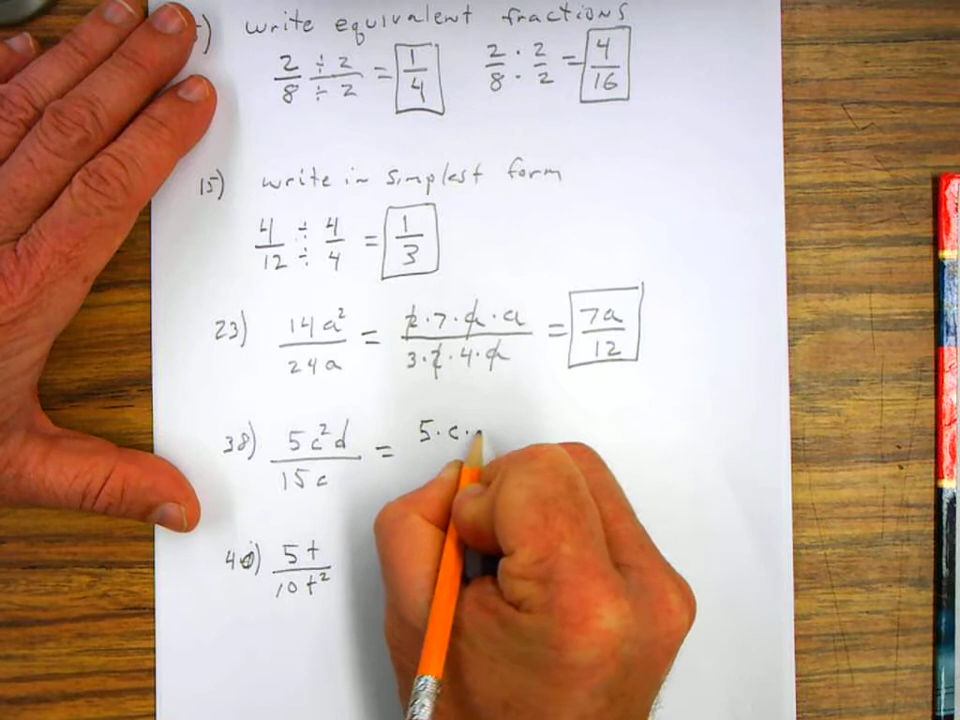 ) write equivalent fractions
2/8 ÷ 2/÷ 2 = 1/4 2/8 · 2/2 = 4/16
15) write in simplest form
4/12 ÷ 4/4 = 1/3
23) 14a²/24a = 2·7·a·a/3·2·4·a = 7a/12
38) 5c²d/15c = 5·c·
40) 5t/10t²